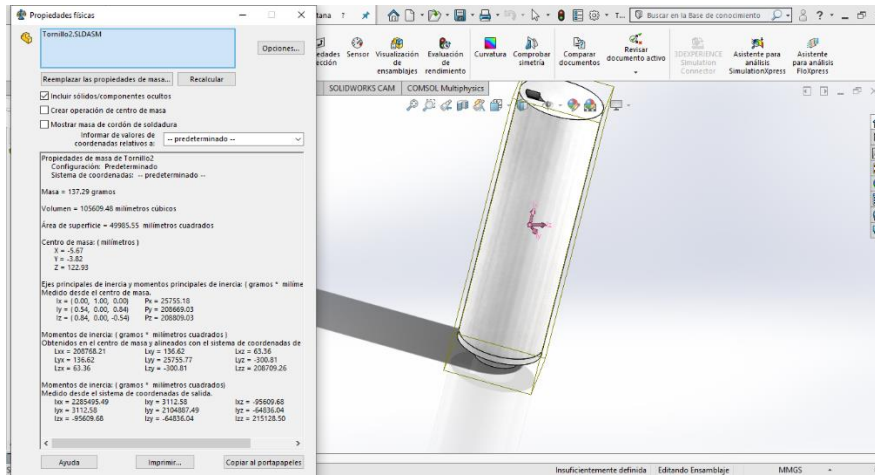 Propiedades físicas
Tornillo2.SLDASM
Opciones...
Reemplazar las propiedades de masa...
Recalcular
Incluir sólidos/componentes ocultos
Crear operación de centro de masa
Mostrar masa de cordón de soldadura
Informar de valores de
coordenadas relativos a:
-- predeterminado --
Propiedades de masa de Tornillo2
Configuración: Predeterminado
Sistema de coordenadas: -- predeterminado --
Masa = 137.29 gramos
Volumen = 105609.48 milímetros cúbicos
Área de superficie = 49985.55 milímetros cuadrados
Centro de masa: ( milímetros )
X = -5.67
Y = -3.82
Z = 122.93
Ejes principales de inercia y momentos principales de inercia: ( gramos * milíme
Medido desde el centro de masa.
Ix = ( 0.00, 1.00, 0.00) Px = 25755.18
Iy = ( 0.54, 0.00, 0.84) Py = 208669.03
Iz = ( 0.84, 0.00, -0.54) Pz = 208809.03
Momentos de inercia: ( gramos * milímetros cuadrados )
Obtenidos en el centro de masa y alineados con el sistema de coordenadas de
Lxx = 208768.21 Lxy = 136.62 Lxz = 63.36
Lyx = 136.62 Lyy = 25755.77 Lyz = -300.81
Lzx = 63.36 Lzy = -300.81 Lzz = 208709.26
Momentos de inercia: ( gramos * milímetros cuadrados)
Medido desde el sistema de coordenadas de salida.
Ixx = 2285495.49 Ixy = 3112.58 Ixz = -95609.68
Iyx = 3112.58 Iyy = 2104887.49 Iyz = -64836.04
Izx = -95609.68 Izy = -64836.04 Izz = 215128.50
Ayuda
Imprimir...
Copiar al portapapeles
tana ?
T...
Buscar en la Base de conocimiento
edades
ección
Sensor
Visualización
de
ensamblajes
Evaluación
de
rendimiento
Curvatura
Comprobar
simetría
Comparar
documentos
Revisar
documento activo
3DEXPERIENCE
Simulation
Connector
Asistente para
análisis
SimulationXpress
Asistente
para análisis
FloXpress
SOLIDWORKS CAM
COMSOL Multiphysics
Insuficientemente definida
Editando Ensamblaje
MMGS